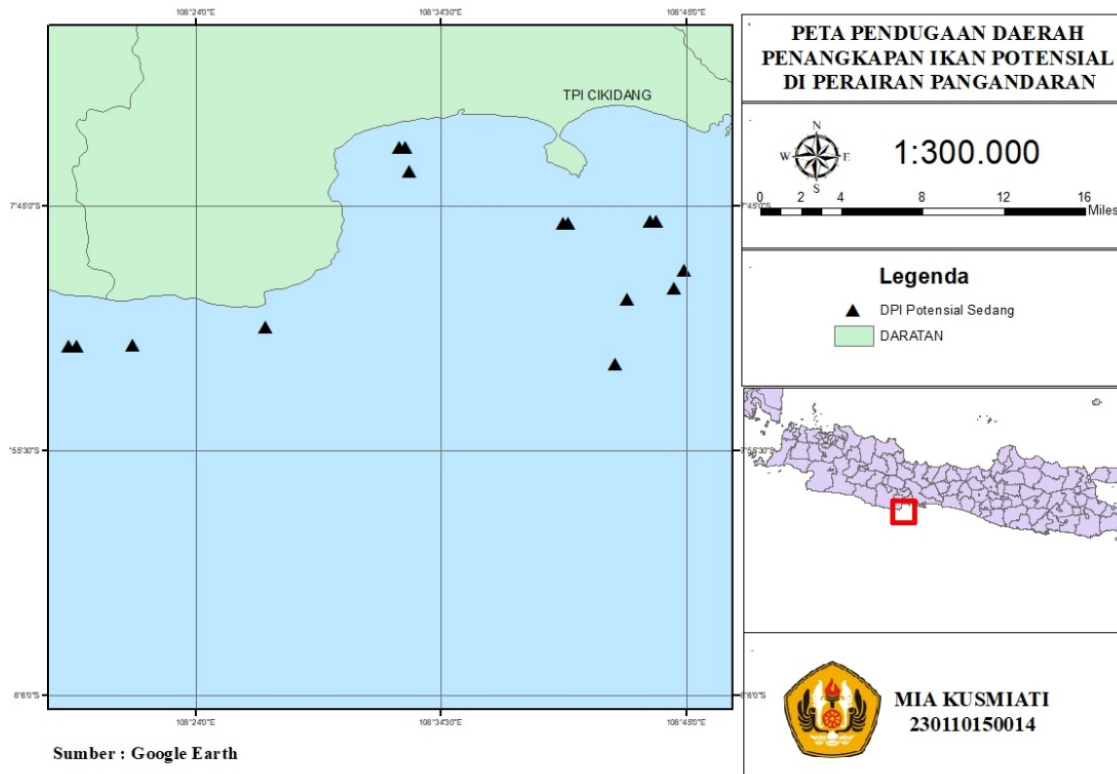 108°24'0"E
108°34'30"E
108°45'0"E
TPI CIKIDANG
7°45'0"S
7°45'0"S
°55'30"S
7°55'30"S
8°6'0"S
8°6'0"S
108°24'0"E
108°34'30"E
108°45'0"E
Sumber : Google Earth
PETA PENDUGAAN DAERAH
PENANGKAPAN IKAN POTENSIAL
DI PERAIRAN PANGANDARAN
N
W E
S
1:300.000
0 2 4 8 12 16
Miles
Legenda
DPI Potensial Sedang
DARATAN
MIA KUSMIATI
230110150014